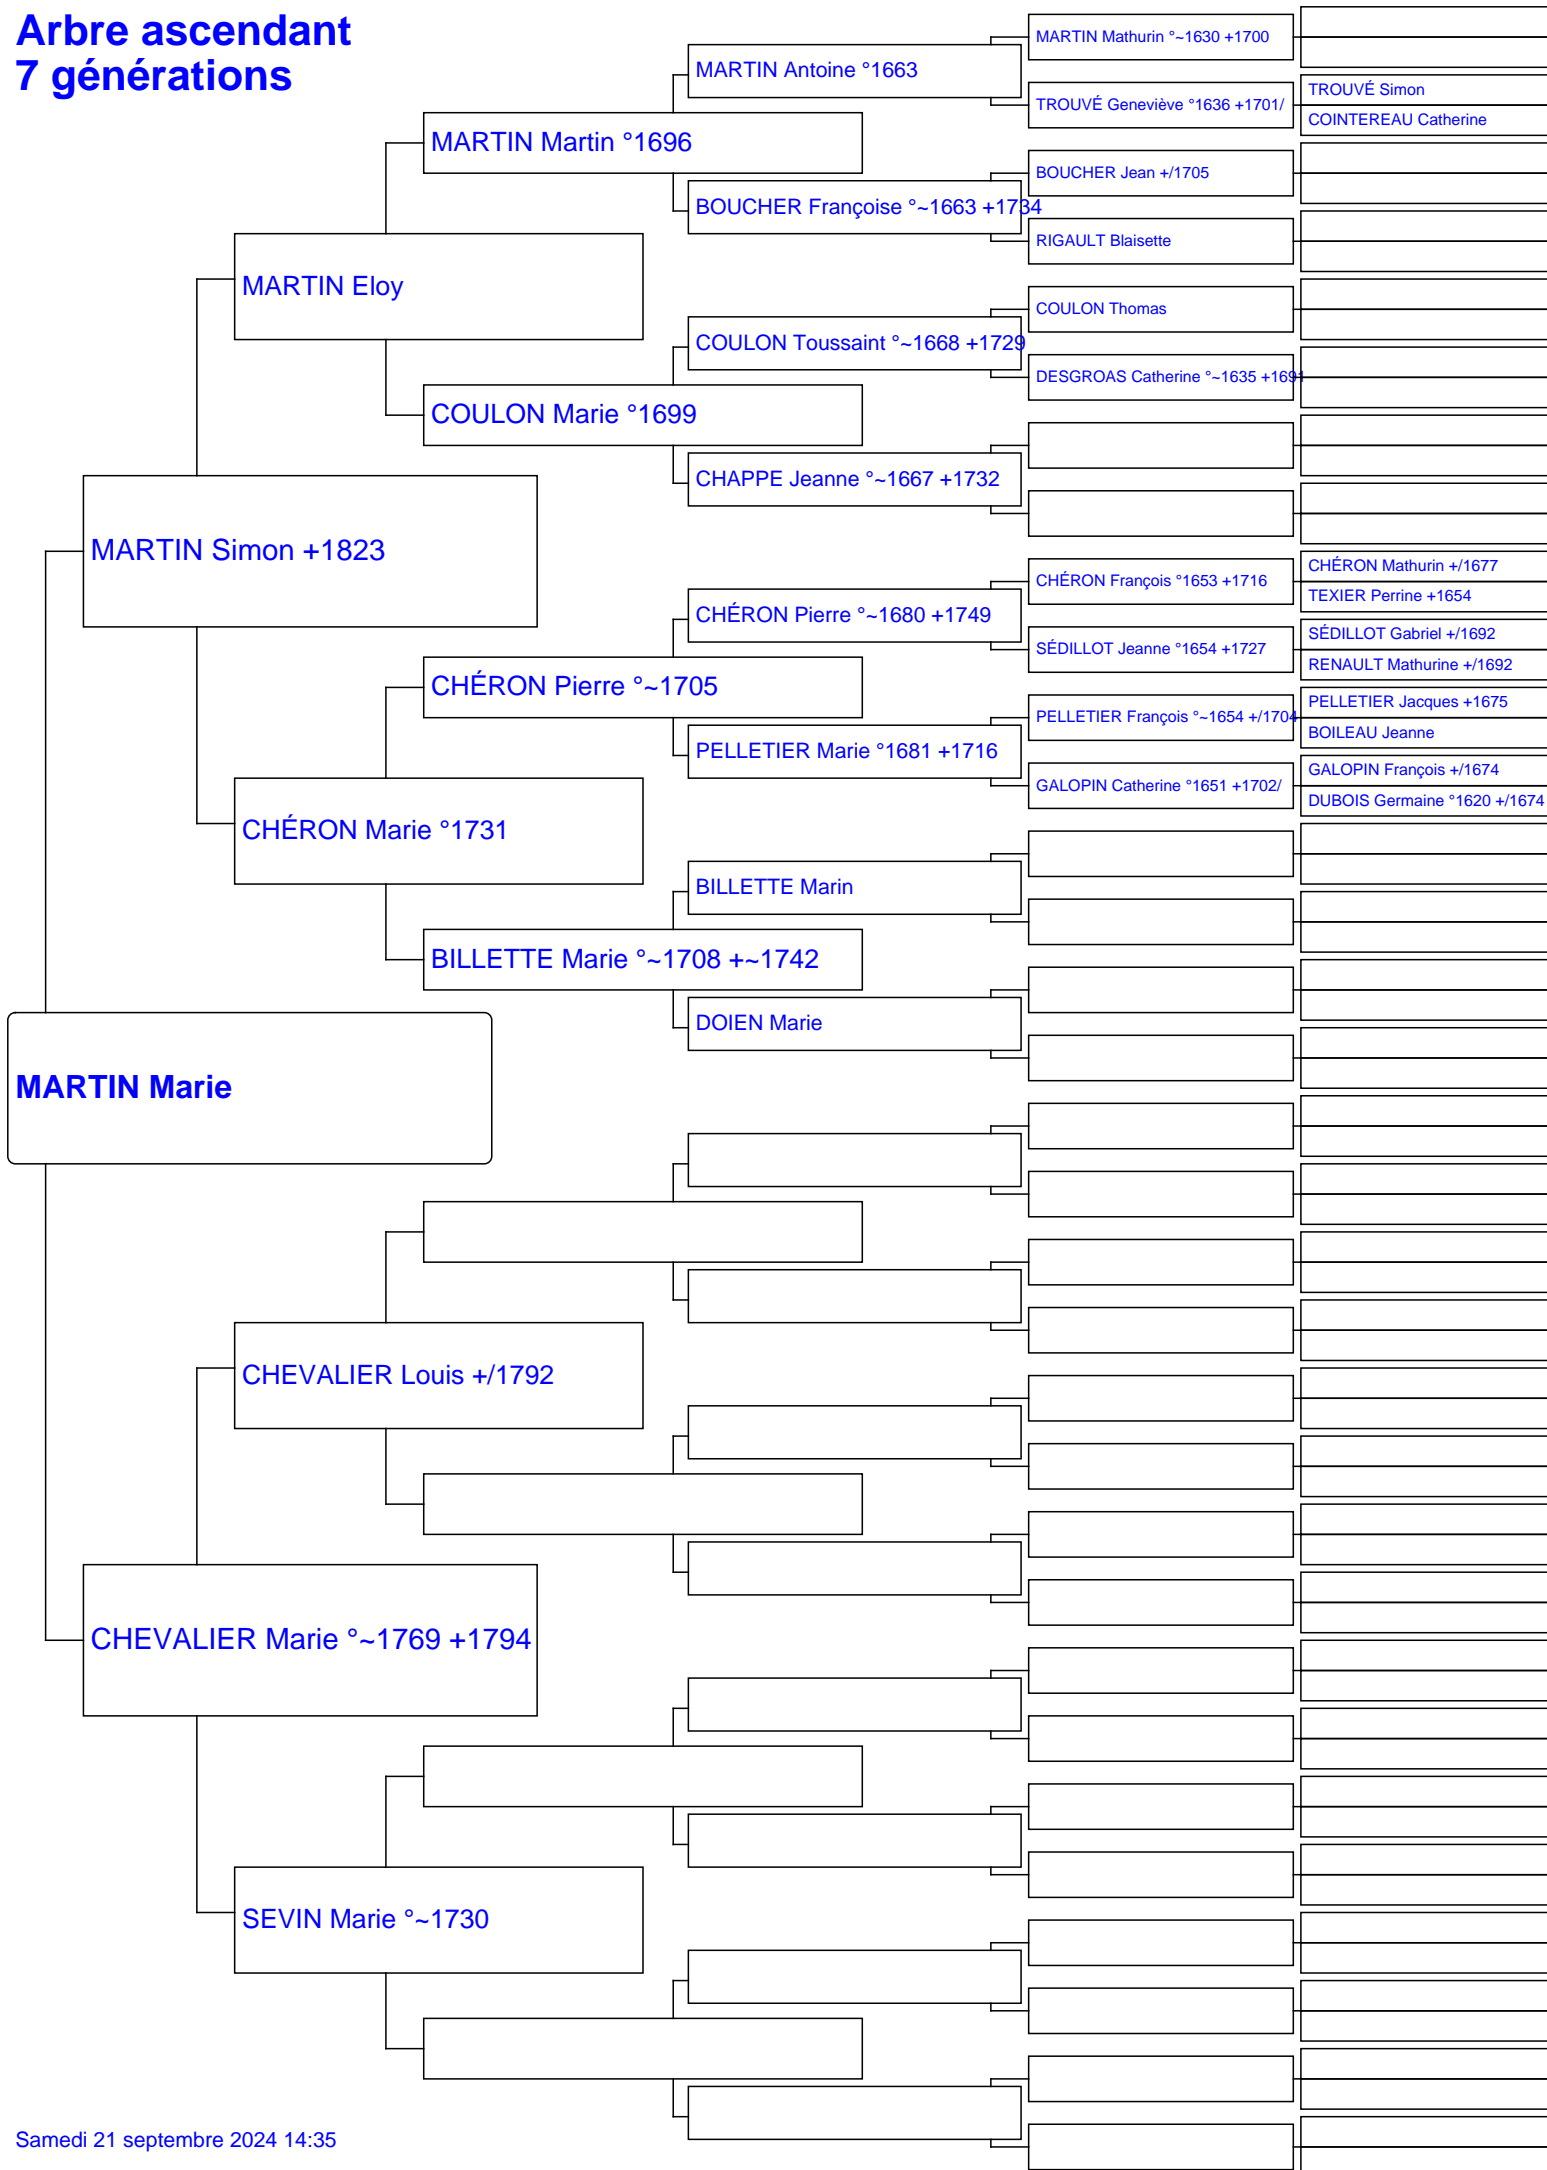 Arbre ascendant
7 générations
MARTIN Mathurin °~1630 +1700
MARTIN Antoine °1663
TROUVÉ Simon
TROUVÉ Geneviève °1636 +1701/
COINTEREAU Catherine
MARTIN Martin °1696
BOUCHER Jean +/1705
BOUCHER Françoise °~1663 +1734
RIGAULT Blaisette
MARTIN Eloy
COULON Thomas
COULON Toussaint °~1668 +1729
DESGROAS Catherine °~1635 +1691
COULON Marie °1699
CHAPPE Jeanne °~1667 +1732
MARTIN Simon +1823
CHÉRON Mathurin +/1677
CHÉRON François °1653 +1716
TEXIER Perrine +1654
CHÉRON Pierre °~1680 +1749
SÉDILLOT Gabriel +/1692
SÉDILLOT Jeanne °1654 +1727
RENAULT Mathurine +/1692
CHÉRON Pierre °~1705
PELLETIER Jacques +1675
PELLETIER François °~1654 +/1704
BOILEAU Jeanne
PELLETIER Marie °1681 +1716
GALOPIN François +/1674
GALOPIN Catherine °1651 +1702/
DUBOIS Germaine °1620 +/1674
CHÉRON Marie °1731
BILLETTE Marin
BILLETTE Marie °~1708 +~1742
DOIEN Marie
MARTIN Marie
CHEVALIER Louis +/1792
CHEVALIER Marie °~1769 +1794
SEVIN Marie °~1730
Samedi 21 septembre 2024 14:35